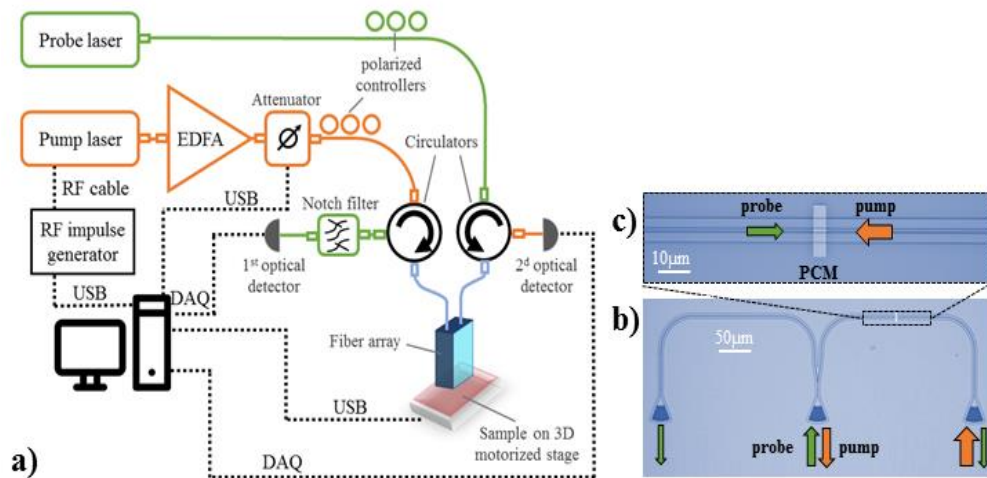 Probe laser
polarized
controllers
Attenuator
Pump laser
EDFA
Circulators
RF cable
USB
Notch filter
RF impulse
generator
1st optical
detector
2d optical
detector
USB
DAQ
Fiber array
USB
Sample on 3D
motorized stage
DAQ
a)
c)
probe
pump
10μm
PCM
b)
50μm
probe
pump